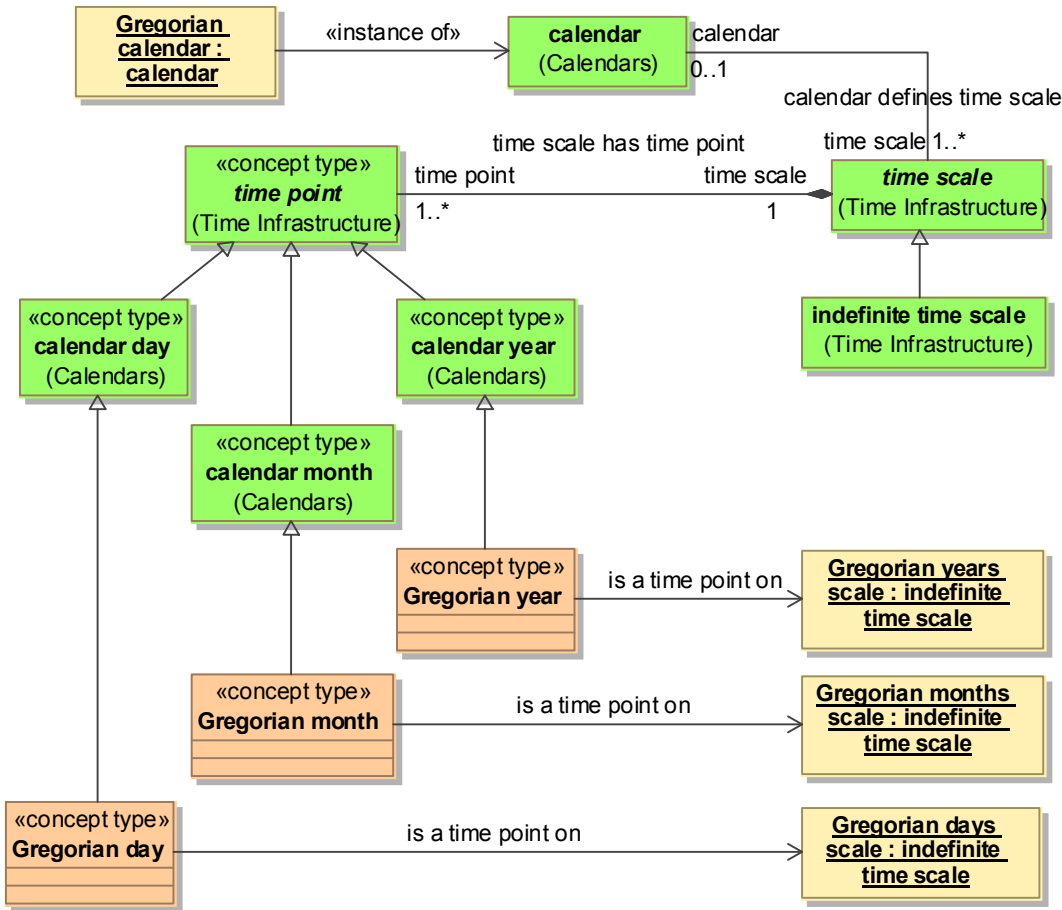 Gregorian
calendar :
calendar
«instance of»
calendar
(Calendars)
calendar
0..1
calendar defines time scale
time scale 1..*
«concept type»
time point
(Time Infrastructure)
time scale has time point
time point
1..*
time scale
1
time scale
(Time Infrastructure)
«concept type»
calendar day
(Calendars)
«concept type»
calendar year
(Calendars)
indefinite time scale
(Time Infrastructure)
«concept type»
calendar month
(Calendars)
«concept type»
Gregorian year
is a time point on
Gregorian years
scale : indefinite
time scale
«concept type»
Gregorian month
is a time point on
Gregorian months
scale : indefinite
time scale
«concept type»
Gregorian day
is a time point on
Gregorian days
scale : indefinite
time scale